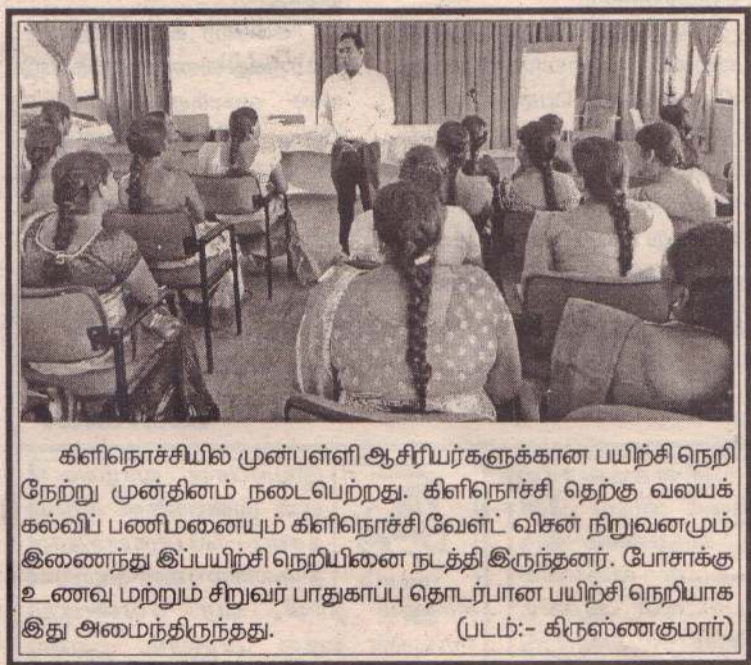 கிளிநொச்சியில் முன்பள்ளி ஆசிரியர்களுக்கான பயிற்சி நெறி
நேற்று முன்தினம் நடைபெற்றது. கிளிநொச்சி தெற்கு வலயக்
கல்விப் பணிமனையும் கிளிநொச்சி வேள்ட் விசன் நிறுவனமும்
இணைந்து இப்பயிற்சி நெறியினை நடத்தி இருந்தனர். போசாக்கு
உணவு மற்றும் சிறுவர் பாதுகாப்பு தொடர்பான பயிற்சி நெறியாக
இது அமைந்திருந்தது. (படம்:- கிருஸ்ணகுமார்)